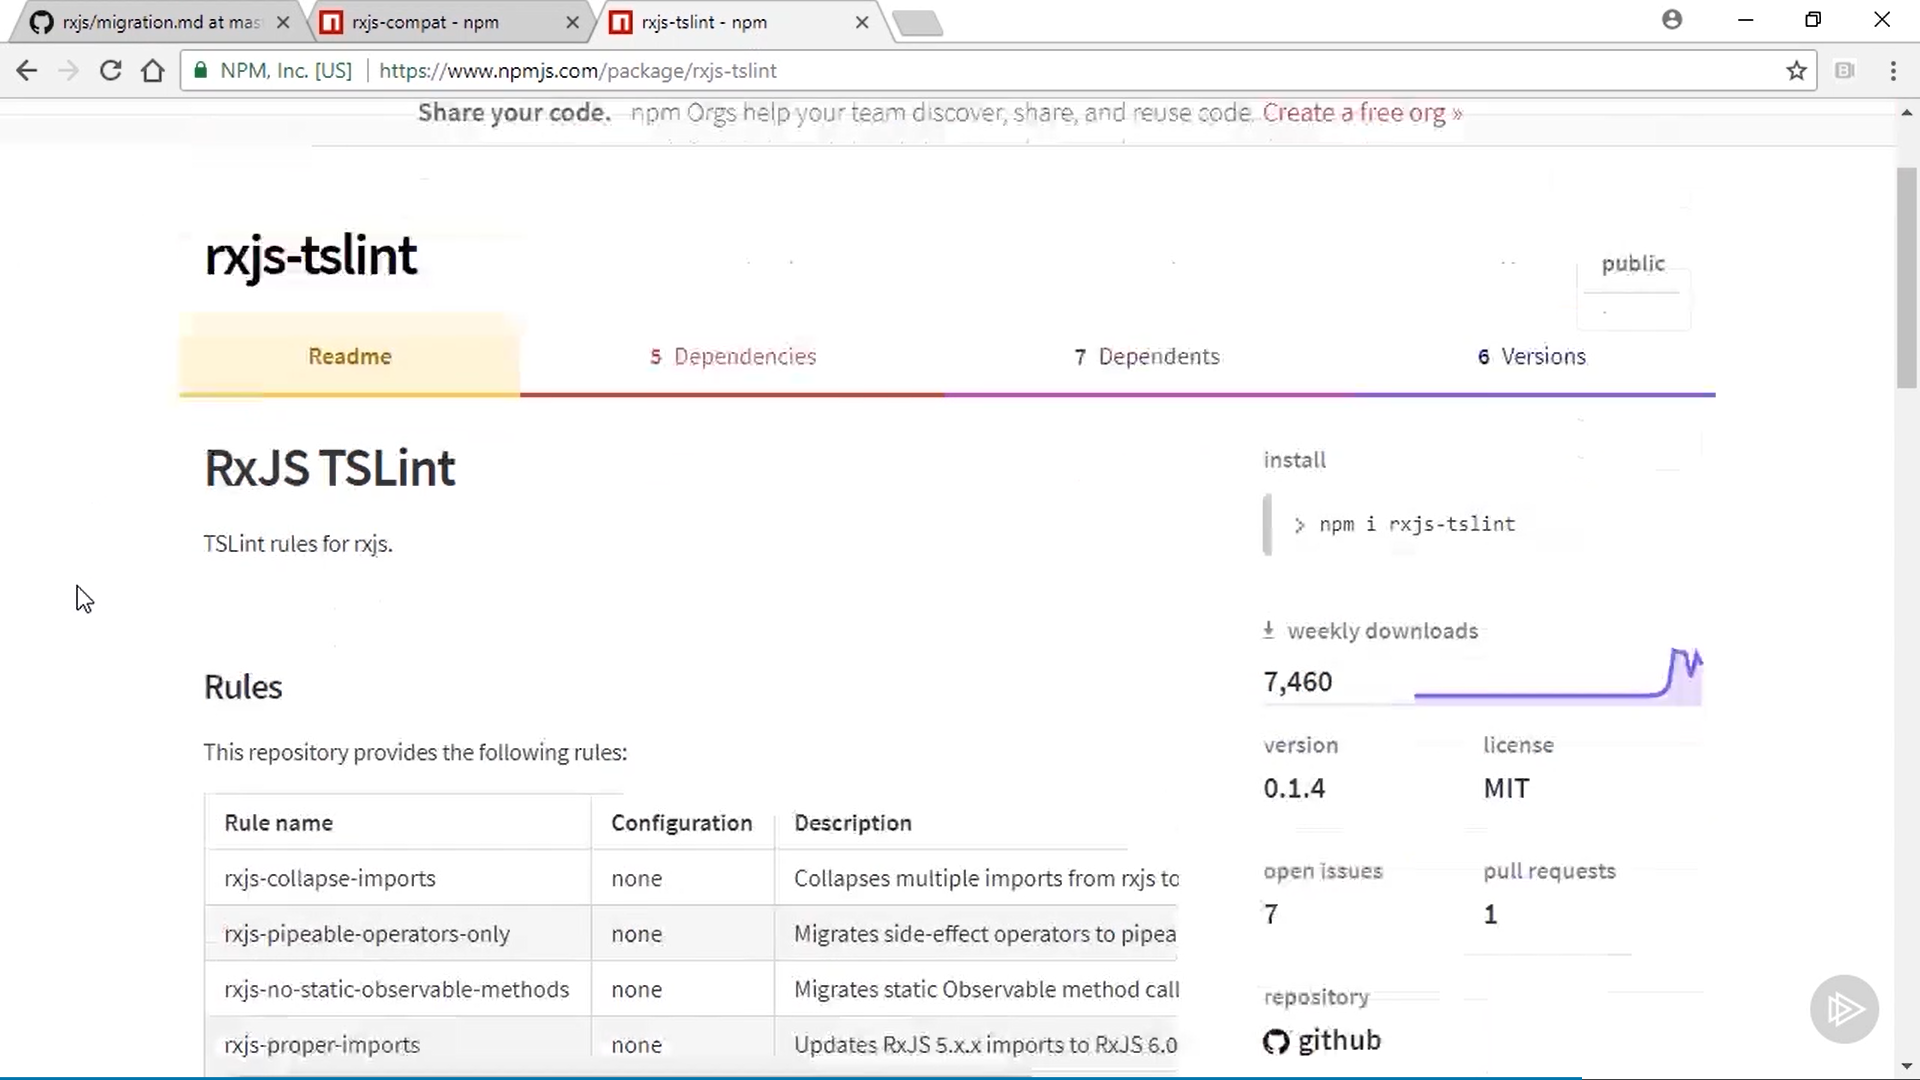 rxjs/migration.md at mas
rxjs-compat - npm
rxjs-tslint - npm
NPM, Inc. [US]
https://www.npmjs.com/package/rxjs-tslint
Share your code. npm Orgs help your team discover, share, and reuse code. Create a free org »
rxjs-tslint
public
Readme
5 Dependencies
7 Dependents
6 Versions
RxJS TSLint
TSLint rules for rxjs.
Rules
This repository provides the following rules:
Rule name Configuration Description
rxjs-collapse-imports none Collapses multiple imports from rxjs to
rxjs-pipeable-operators-only none Migrates side-effect operators to pipea
rxjs-no-static-observable-methods none Migrates static Observable method call
rxjs-proper-imports none Updates RxJS 5.x.x imports to RxJS 6.0
install
> npm i rxjs-tslint
weekly downloads
7,460
version license
0.1.4 MIT
open issues pull requests
7 1
repository
github